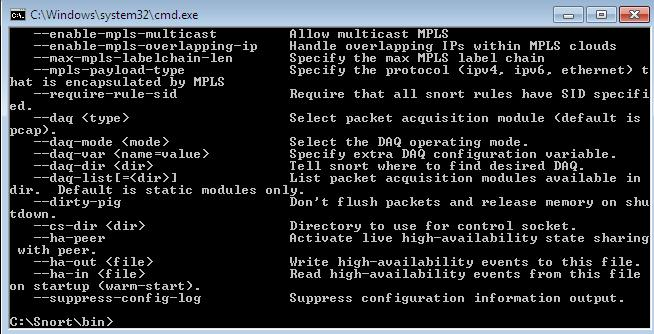 C:\Windows\system32\cmd.exe
--enable-mpls-multicast Allow multicast MPLS
--enable-mpls-overlapping-ip Handle overlapping IPs within MPLS clouds
--max-mpls-labelchain-len Specify the max MPLS label chain
--mpls-payload-type Specify the protocol (ipv4, ipv6, ethernet) t
hat is encapsulated by MPLS
--require-rule-sid Require that all snort rules have SID specifi
ed.
--daq <type> Select packet acquisition module (default is
pcap).
--daq-mode <mode> Select the DAQ operating mode.
--daq-var <name=value> Specify extra DAQ configuration variable.
--daq-dir <dir> Tell snort where to find desired DAQ.
--daq-list[=<dir>] List packet acquisition modules available in
dir. Default is static modules only.
--dirty-pig Don't flush packets and release memory on shu
tdown.
--cs-dir <dir> Directory to use for control socket.
--ha-peer Activate live high-availability state sharing
with peer.
--ha-out <file> Write high-availability events to this file.
--ha-in <file> Read high-availability events from this file
on startup (warm-start).
--suppress-config-log Suppress configuration information output.
C:\Snort\bin>